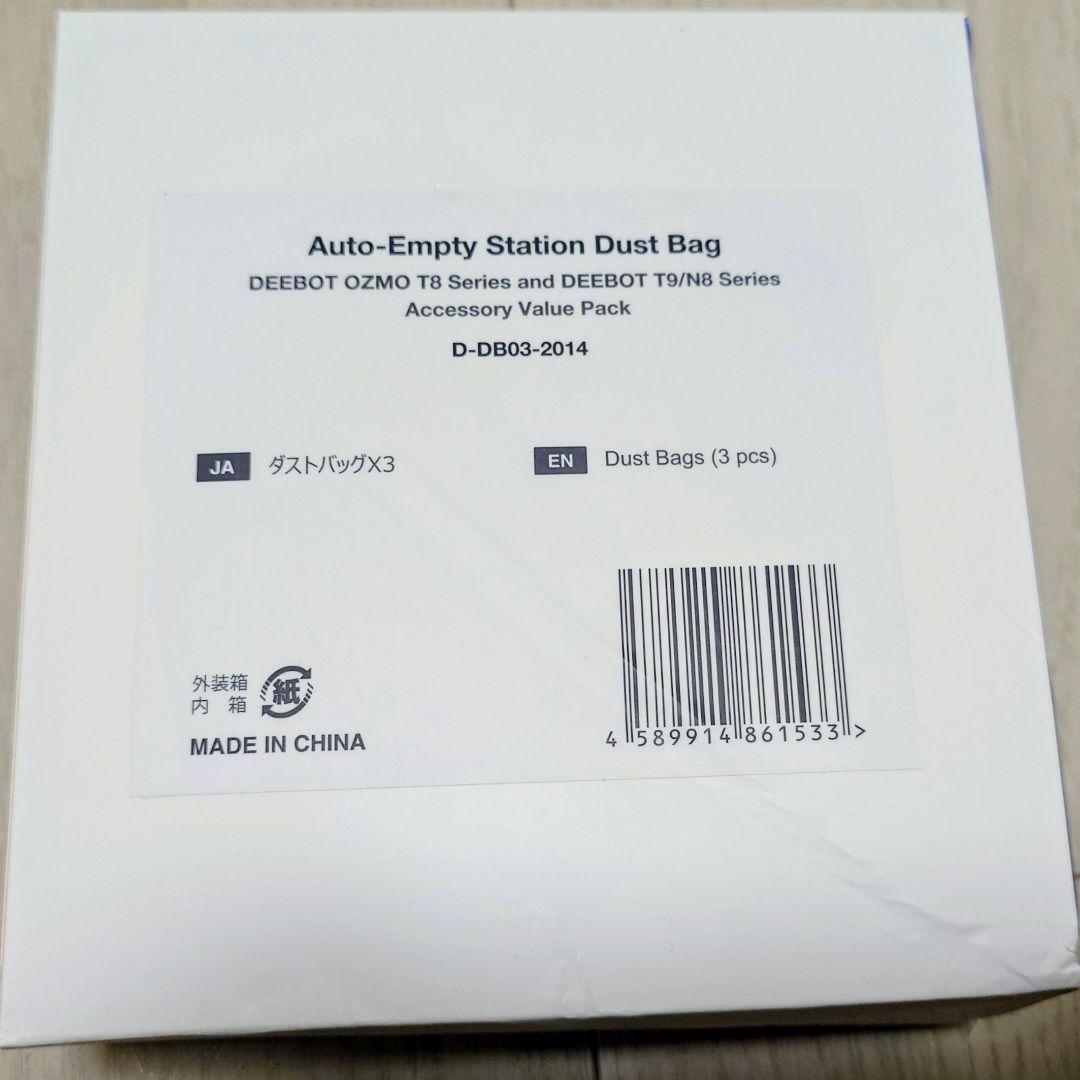 Auto-Empty Station Dust Bag
DEEBOT OZMO T8 Series and DEEBOT T9/N8 Series
Accessory Value Pack
D-DB03-2014
JA ダストバッグX3
EN Dust Bags (3 pcs)
外装箱
内 箱
紙
MADE IN CHINA
4 589914 861533 >